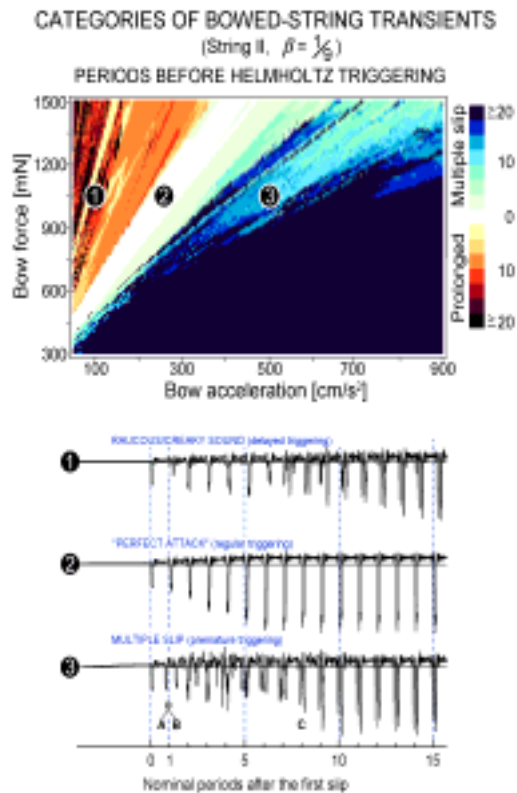 CATEGORIES OF BOWED-STRING TRANSIENTS
(String II, β = 1/9)
PERIODS BEFORE HELMHOLTZ TRIGGERING
1500
1200
900
600
300
Bow force [mN]
100 300 500 700 900
Bow acceleration [cm/s²]
1 2 3
Multiple slip
Prolonged
≥20
10
0
10
≥20
RAUCOUS/CREAKY SOUND (delayed triggering)
1
"PERFECT ATTACK" (regular triggering)
2
MULTIPLE SLIP (premature triggering)
3
A B C
0 1 5 10 15
Nominal periods after the first slip